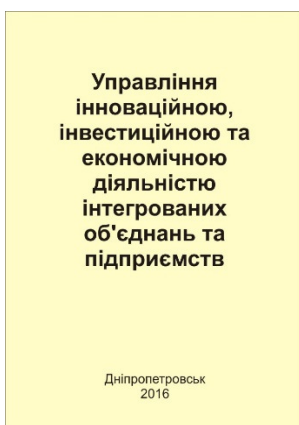 Управління
інноваційною,
інвестиційною та
економічною
діяльністю
інтегрованих
об'єднань та
підприємств
Дніпропетровськ
2016